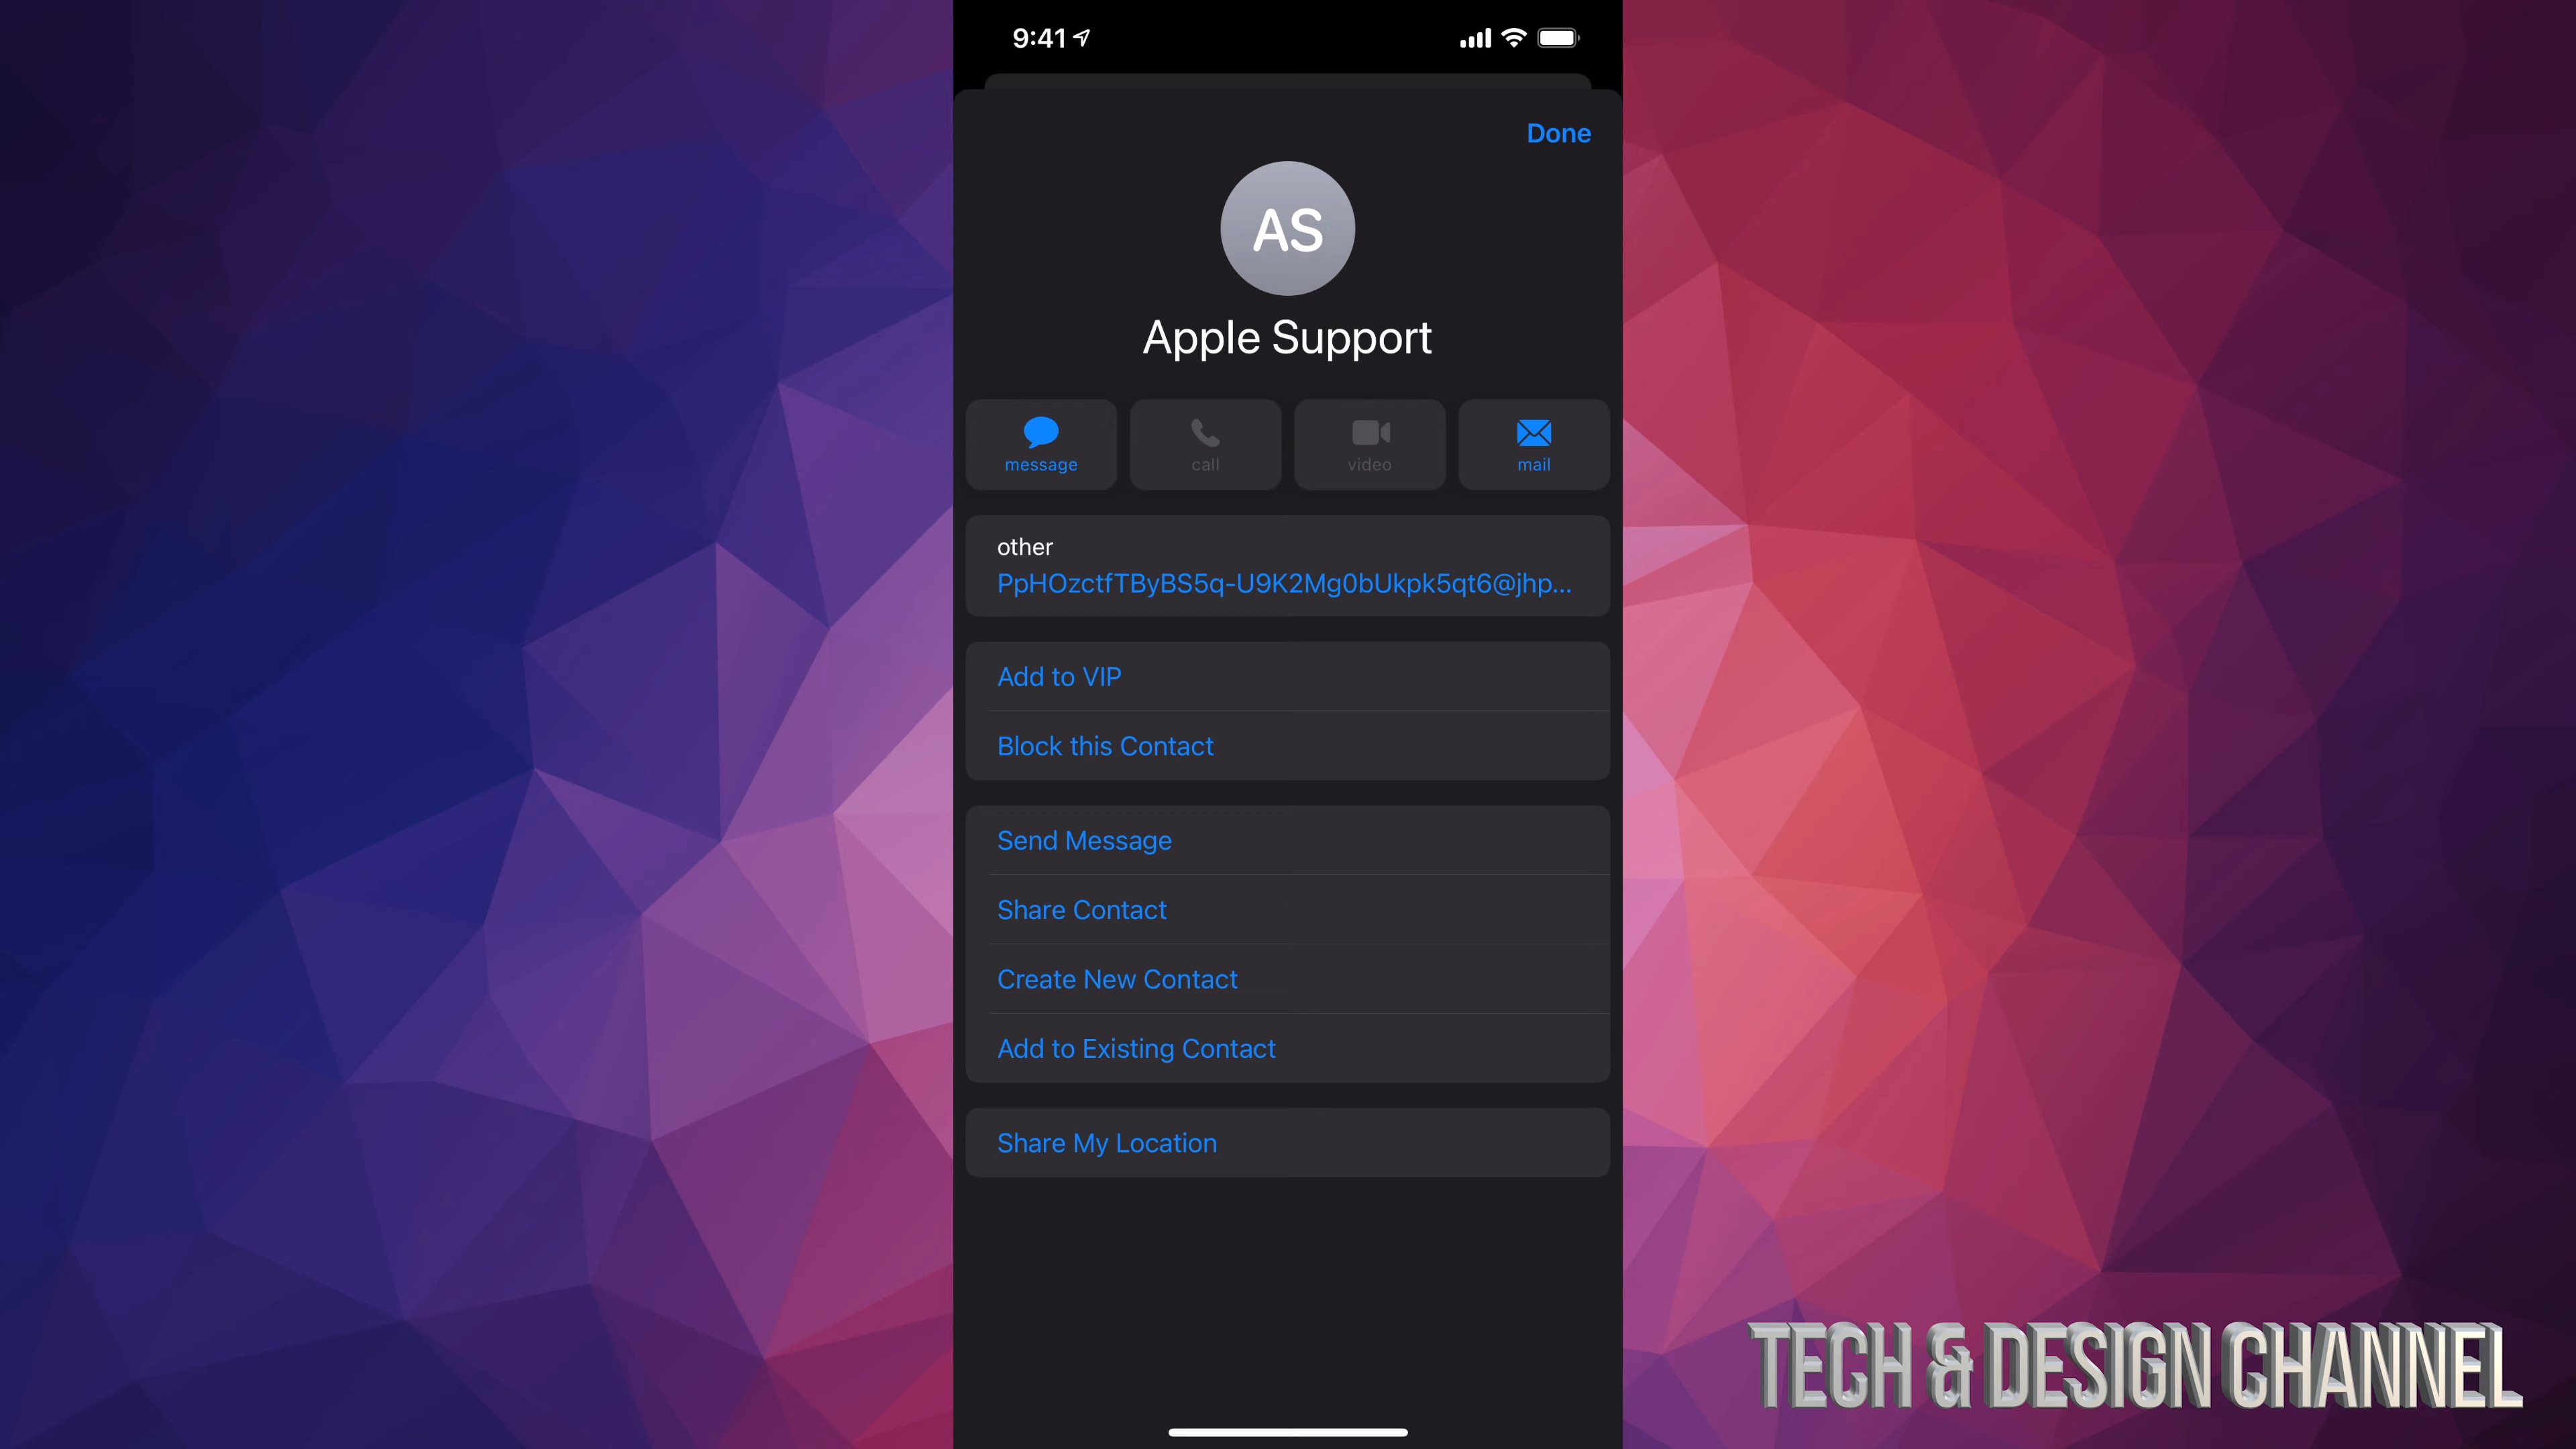 9:41
Done
AS
Apple Support
message
call
video
mail
other
PpHOzctfTByBS5q-U9K2Mg0bUkpk5qt6@jhp...
Add to VIP
Block this Contact
Send Message
Share Contact
Create New Contact
Add to Existing Contact
Share My Location
TECH & DESIGN CHANNEL